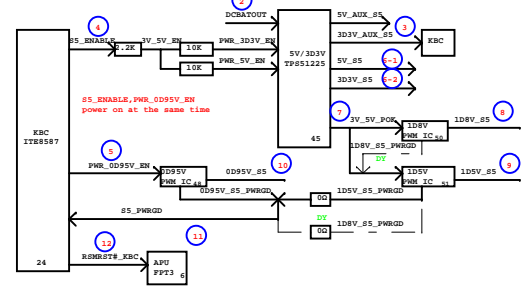 2
DCBATOUT
5V_AUX_S5
3
4
S5_ENABLE
2.2K
3V_5V_EN
10K
PWR_3D3V_EN
3D3V_AUX_S5
KBC
10K
PWR_5V_EN
5V/3D3V
TPS51225
5V_S5
6-1
3D3V_S5
6-2
S5_ENABLE,PWR_0D95V_EN
power on at the same time
7
3V_5V_POK
1D8V
PWM IC 50
1D8V_S5
8
45
KBC
ITE8587
1D8V_S5_PWRGD
DY
5
PWR_0D95V_EN
0D95V
PWM IC 48
0D95V_S5
10
1D5V
PWM IC 51
1D5V_S5
9
0D95V_S5_PWRGD
0Ω
1D5V_S5_PWRGD
S5_PWRGD
DY
0Ω
1D8V_S5_PWRGD
12
11
RSMRST#_KBC
APU
FPT3 6
24